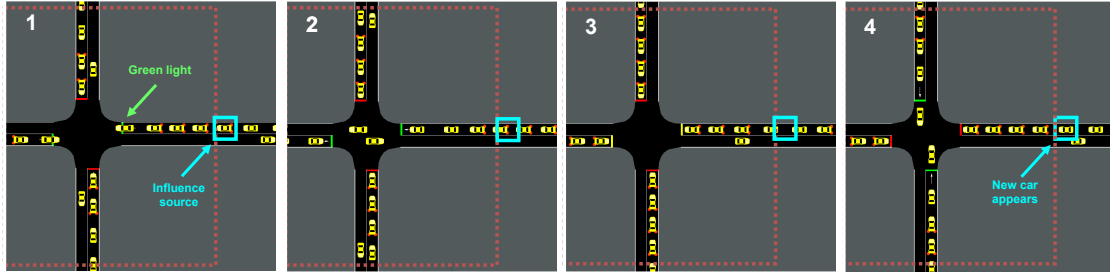 1
2
3
4
Green light
Influence
source
New car
appears